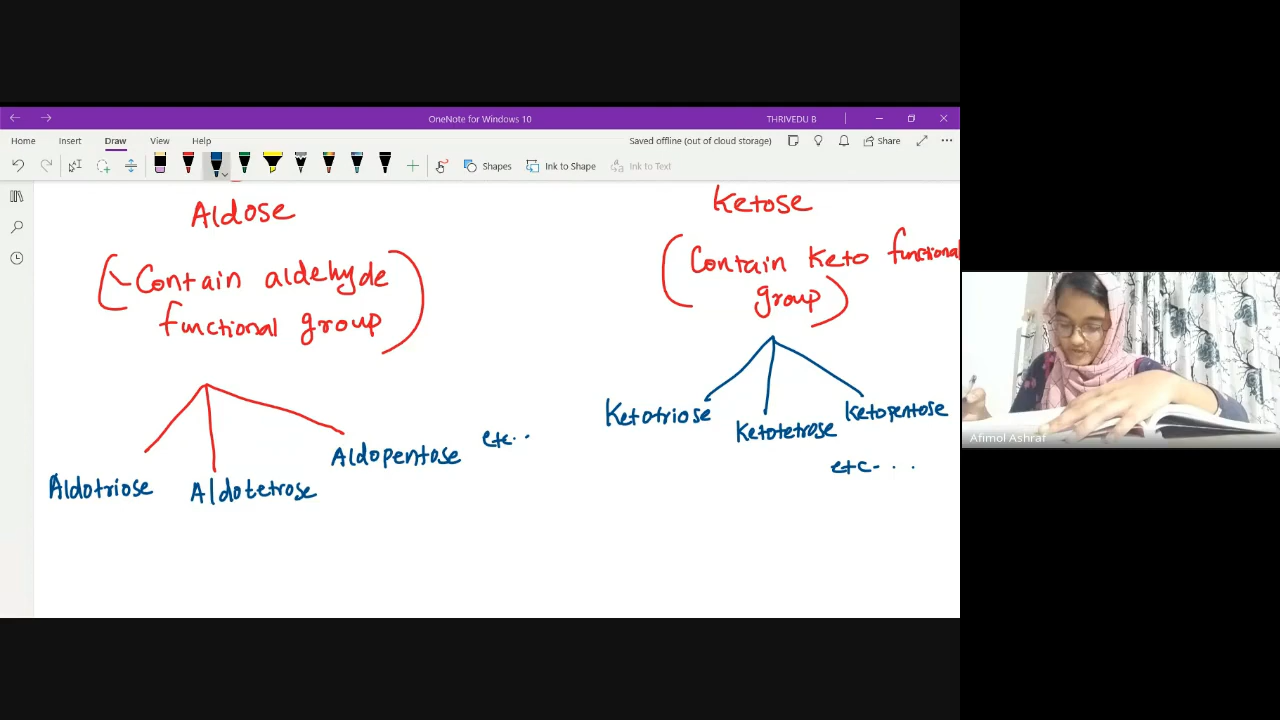 OneNote for Windows 10
THRIVEDU B
Home Insert Draw View Help
Saved offline (out of cloud storage)
Share
Shapes
Ink to Shape
Ink to Text
Aldose
(Contain aldehyde
functional group)
Aldotriose
Aldotetrose
Aldopentose
etc..
Ketose
(Contain Keto functional
group)
Ketotriose
Ketotetrose
Ketopentose
etc- . . .
Afimol Ashraf